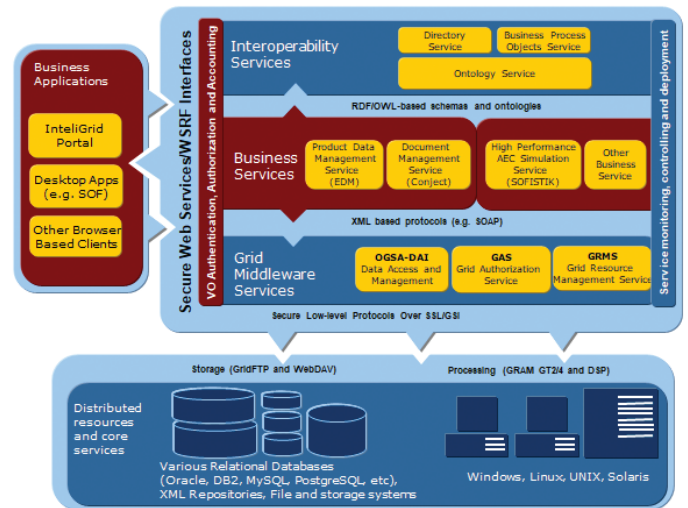 Business
Applications
InteliGrid
Portal
Desktop Apps
(e.g. SOF)
Other Browser
Based Clients
Secure Web Services/WSRF Interfaces
VO Authentication, Authorization and Accounting
Interoperability
Services
Directory
Service
Business Process
Objects Service
Ontology Service
RDF/OWL-based schemas and ontologies
Business
Services
Product Data
Management
Service
(EDM)
Document
Management
Service
(Conject)
High Performance
AEC Simulation
Service
(SOFISTIK)
Other
Business
Service
XML based protocols (e.g. SOAP)
Grid
Middleware
Services
OGSA-DAI
Data Access and
Management
GAS
Grid Authorization
Service
GRMS
Grid Resource
Management Service
Service monitoring, controlling and deployment
Secure Low-level Protocols Over SSL/GSI
Storage (GridFTP and WebDAV)
Processing (GRAM GT2/4 and DSP)
Distributed
resources
and core
services
Various Relational Databases
(Oracle, DB2, MySQL, PostgreSQL, etc),
XML Repositories, File and storage systems
Windows, Linux, UNIX, Solaris